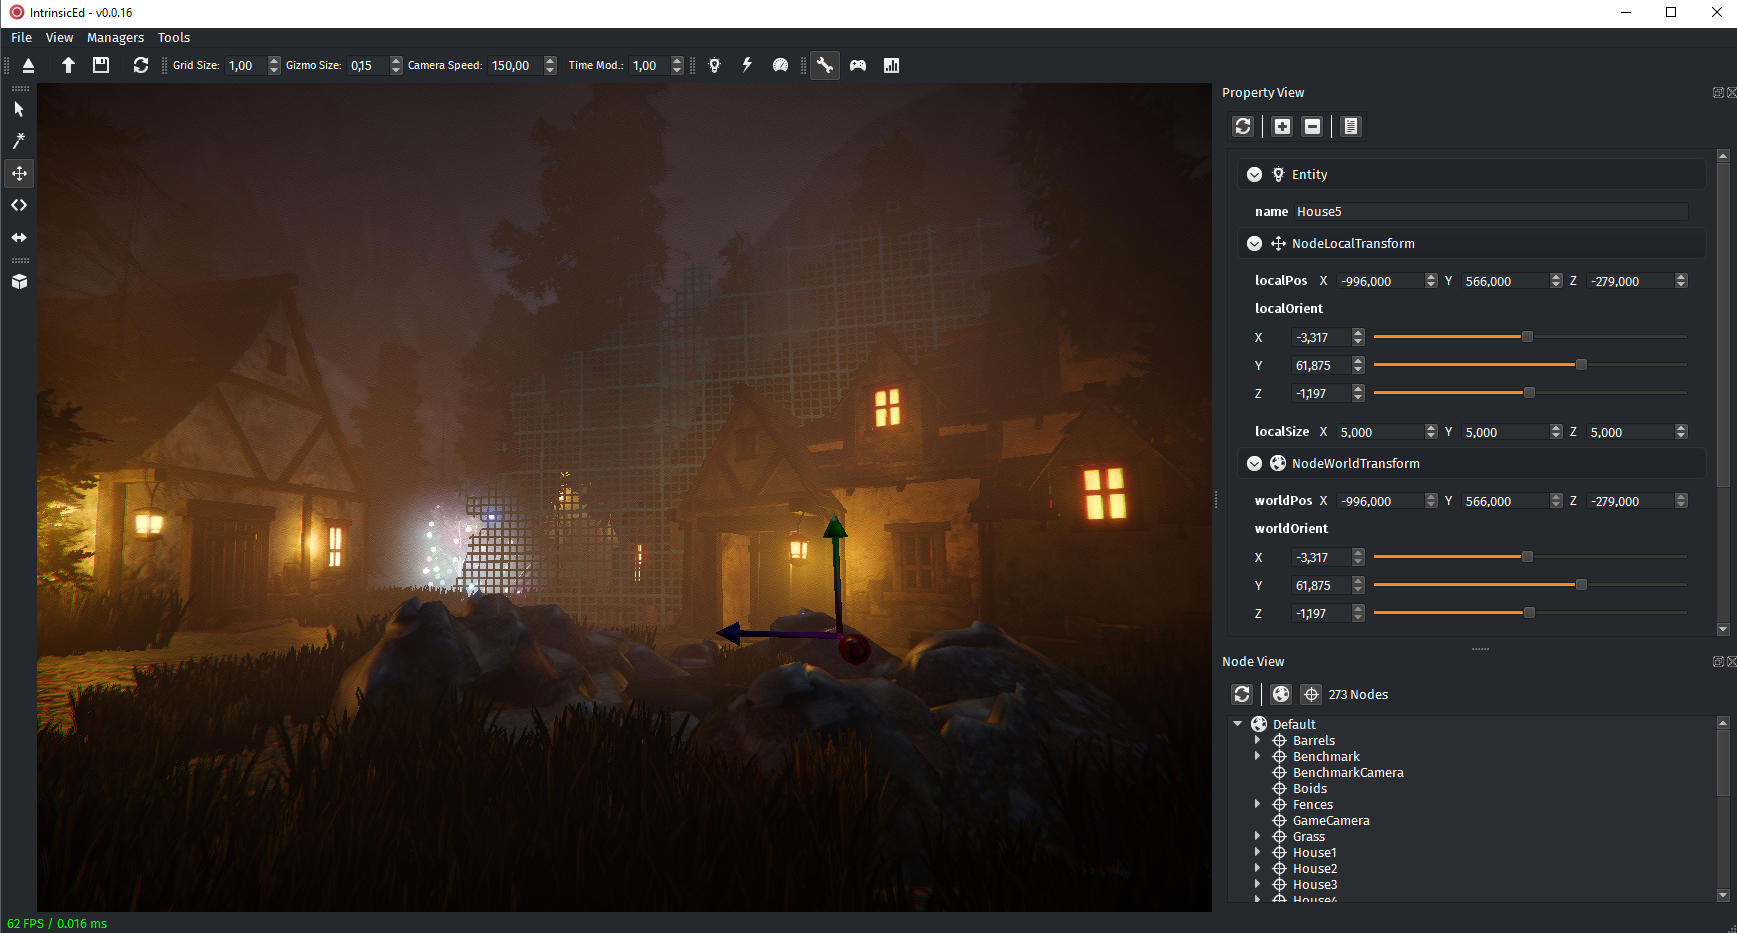 IntrinsicEd - v0.0.16
File View Managers Tools
Grid Size: 1,00 Gizmo Size: 0,15 Camera Speed: 150,00 Time Mod.: 1,00
Property View
Entity
name House5
NodeLocalTransform
localPos X -996,000 Y 566,000 Z -279,000
localOrient
X -3,317
Y 61,875
Z -1,197
localSize X 5,000 Y 5,000 Z 5,000
NodeWorldTransform
worldPos X -996,000 Y 566,000 Z -279,000
worldOrient
X -3,317
Y 61,875
Z -1,197
Node View
273 Nodes
Default
Barrels
Benchmark
BenchmarkCamera
Boids
Fences
GameCamera
Grass
House1
House2
House3
House4
62 FPS / 0.016 ms